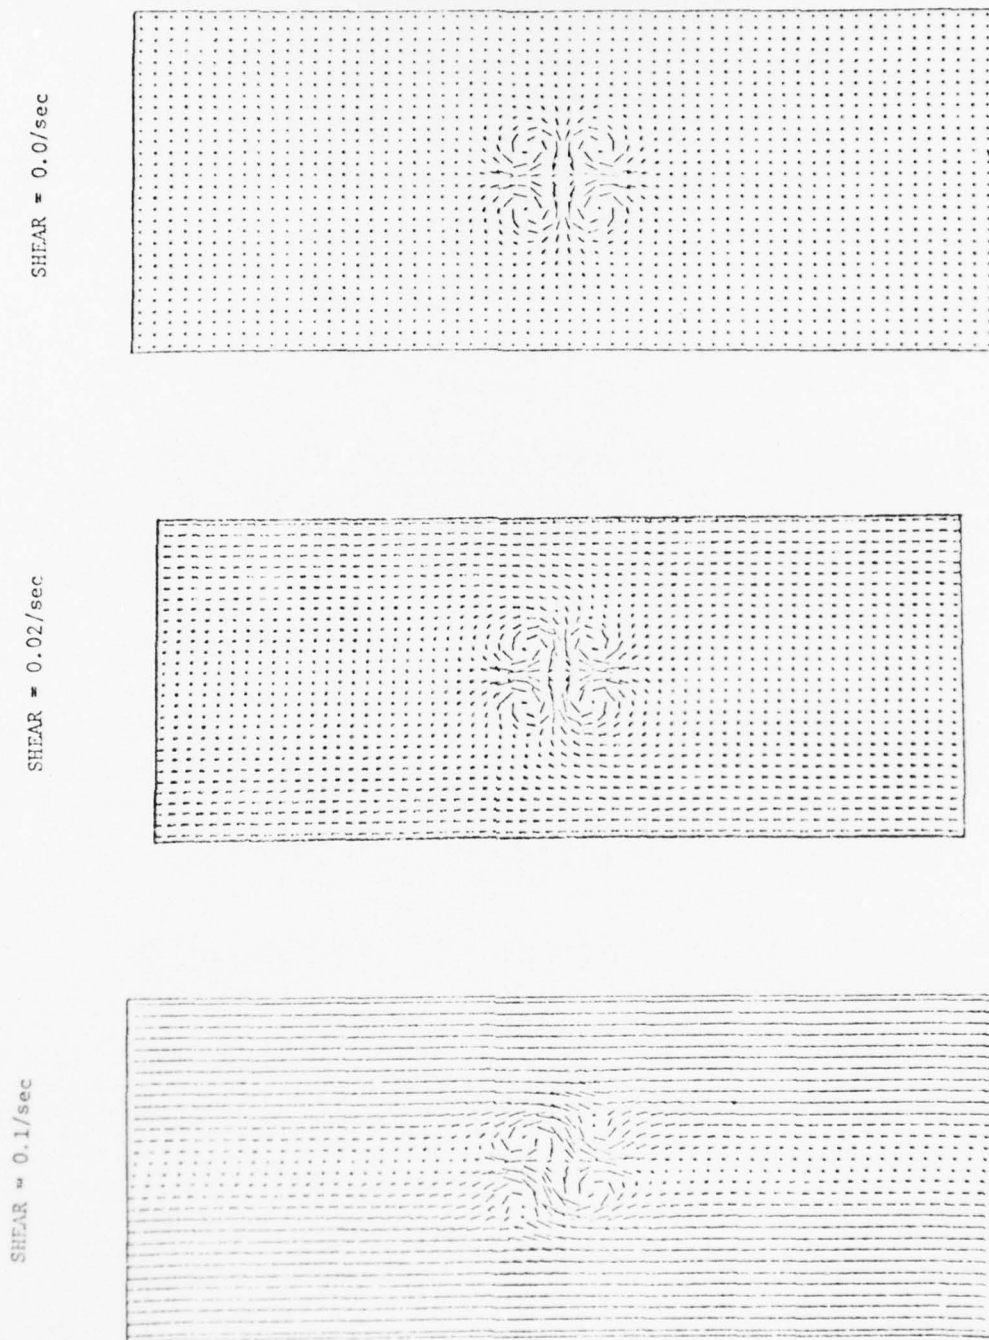 SHEAR = 0.0/sec
SHEAR = 0.02/sec
SHEAR = 0.1/sec